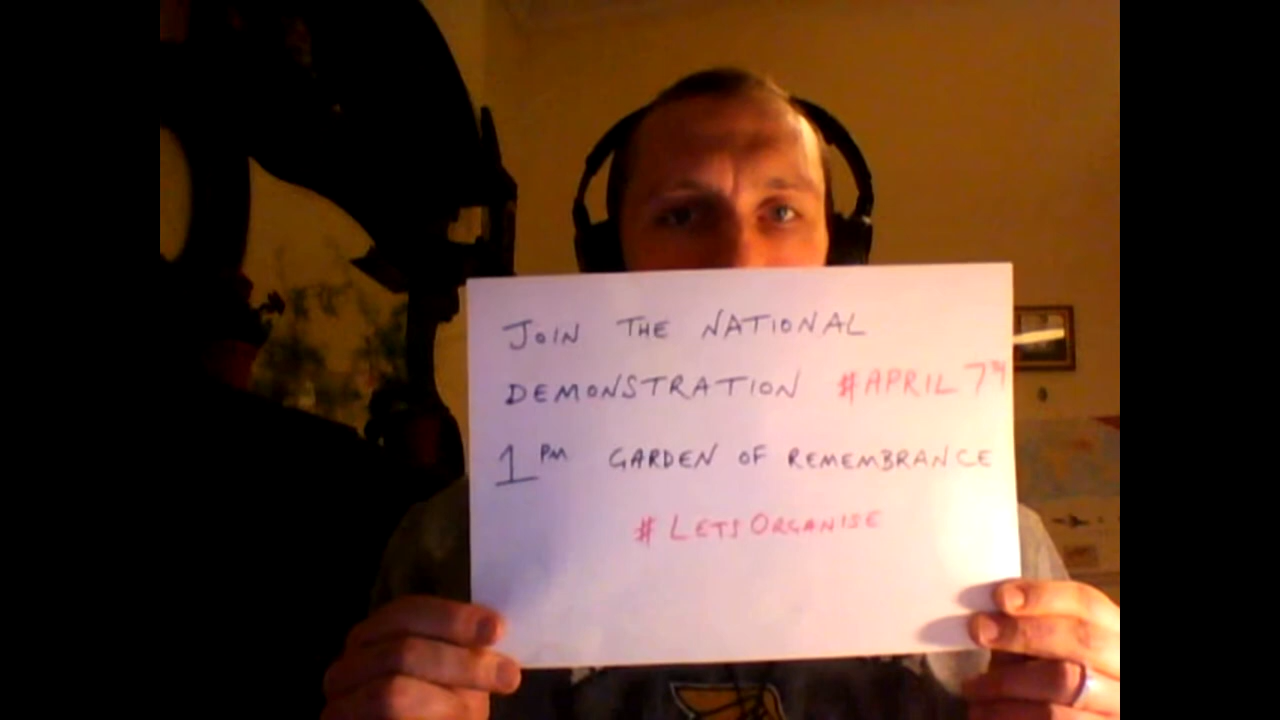 JOIN THE NATIONAL
DEMONSTRATION #APRIL 7TH
1PM GARDEN OF REMEMBRANCE
#LETSORGANISE